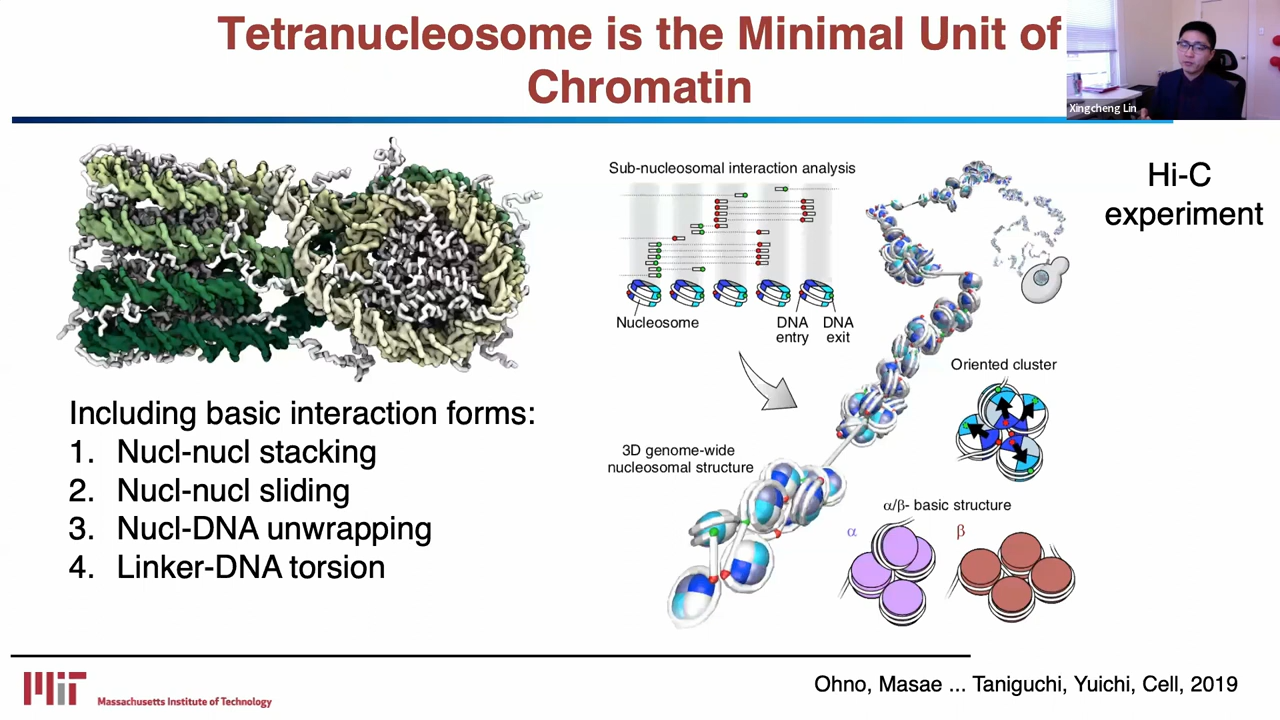 Tetranucleosome is the Minimal Unit of
Chromatin
Xingcheng Lin
Sub-nucleosomal interaction analysis
Hi-C
experiment
Nucleosome
DNA
entry
DNA
exit
Oriented cluster
3D genome-wide
nucleosomal structure
α/β- basic structure
α
β
Including basic interaction forms:
1. Nucl-nucl stacking
2. Nucl-nucl sliding
3. Nucl-DNA unwrapping
4. Linker-DNA torsion
MIT
Massachusetts Institute of Technology
Ohno, Masae ... Taniguchi, Yuichi, Cell, 2019